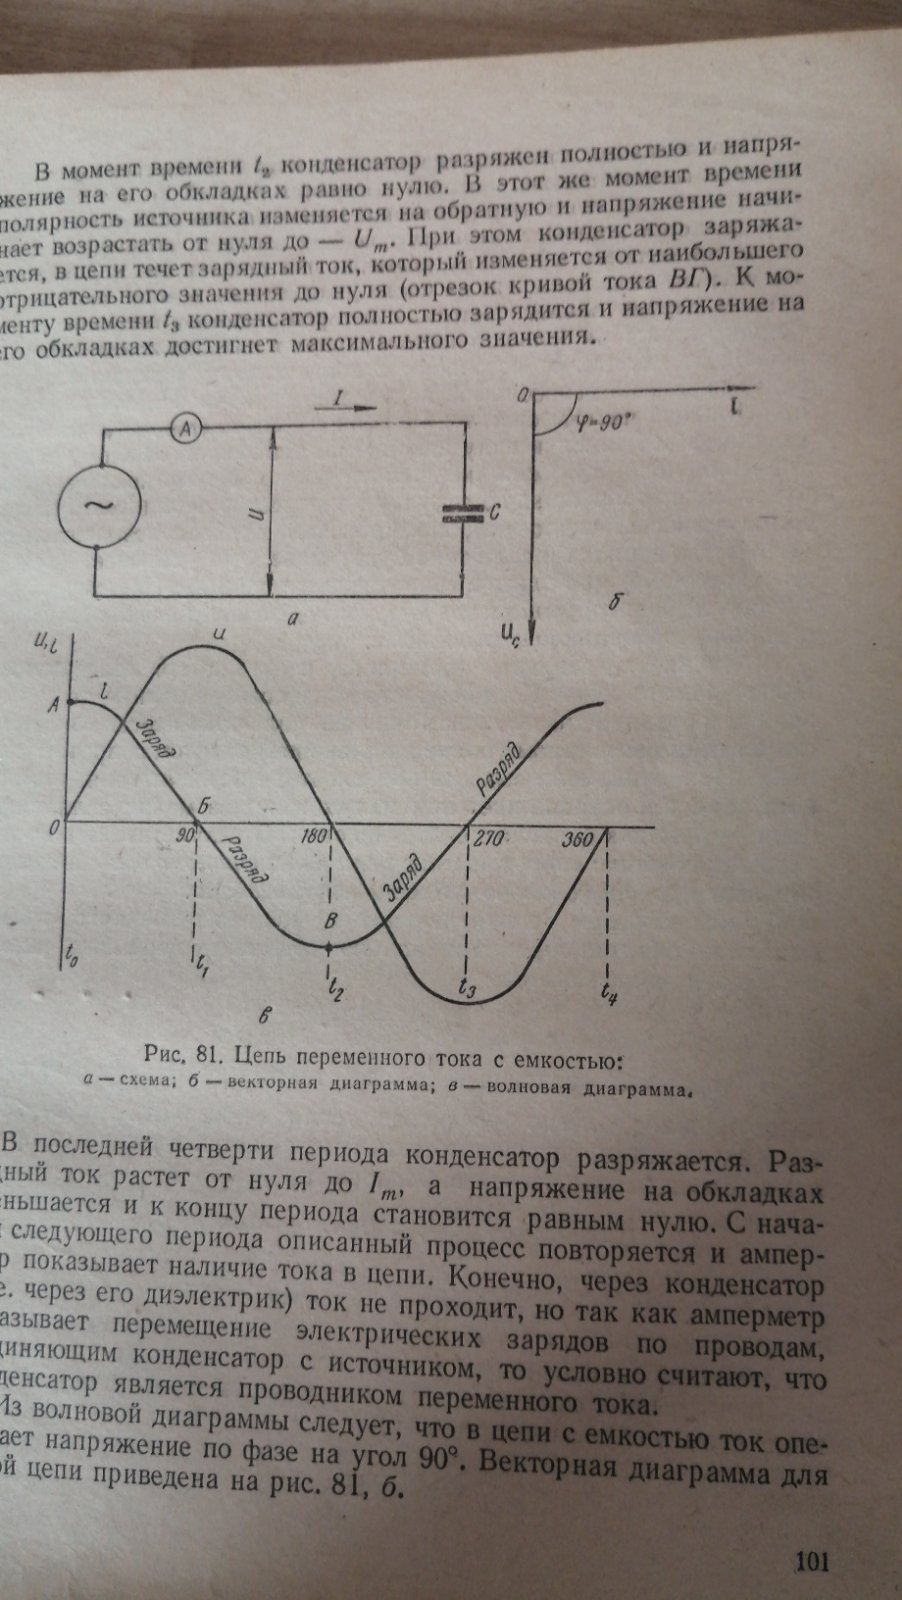 В момент времени t₂ конденсатор разряжен полностью и напря-
жение на его обкладках равно нулю. В этот же момент времени
полярность источника изменяется на обратную и напряжение начи-
нает возрастать от нуля до — Uₘ. При этом конденсатор заряжа-
ется, в цепи течет зарядный ток, который изменяется от наибольшего
отрицательного значения до нуля (отрезок кривой тока ВГ). К мо-
менту времени t₃ конденсатор полностью зарядится и напряжение на
его обкладках достигнет максимального значения.
I
A
~
U
C
а
0
i
φ=90°
Uc
б
U,i
u
A
i
Заряд
Б
Разряд
Заряд
Разряд
0
90
180
270
360
В
t₀
t₁
t₂
t₃
t₄
в
Рис. 81. Цепь переменного тока с емкостью:
а — схема; б — векторная диаграмма; в — волновая диаграмма.
В последней четверти периода конденсатор разряжается. Раз-
дный ток растет от нуля до Iₘ, а напряжение на обкладках
еньшается и к концу периода становится равным нулю. С нача-
следующего периода описанный процесс повторяется и ампер-
р показывает наличие тока в цепи. Конечно, через конденсатор
е. через его диэлектрик) ток не проходит, но так как амперметр
азывает перемещение электрических зарядов по проводам,
диняющим конденсатор с источником, то условно считают, что
денсатор является проводником переменного тока.
Из волновой диаграммы следует, что в цепи с емкостью ток опе-
ает напряжение по фазе на угол 90°. Векторная диаграмма для
ой цепи приведена на рис. 81, б.
101